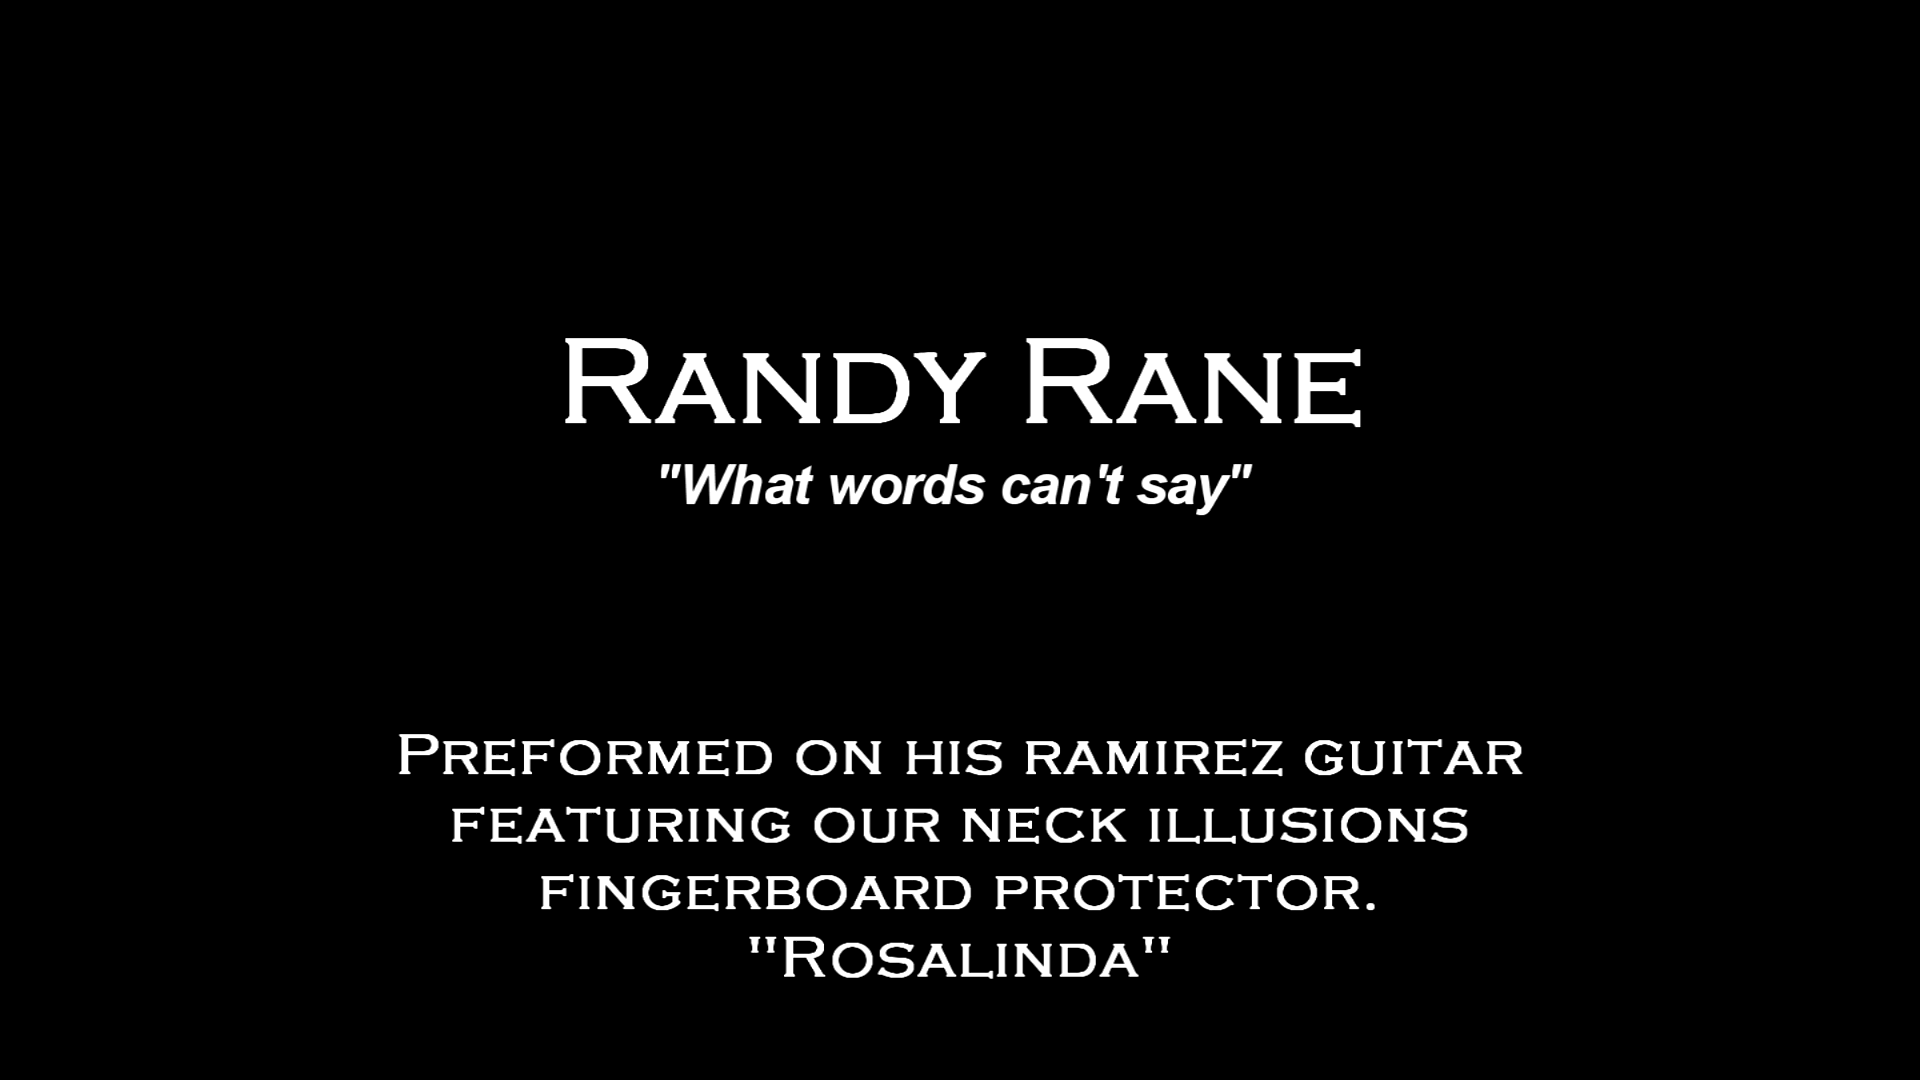 Randy Rane
"What words can't say"
Preformed on his ramirez guitar
featuring our neck illusions
fingerboard protector.
"Rosalinda"